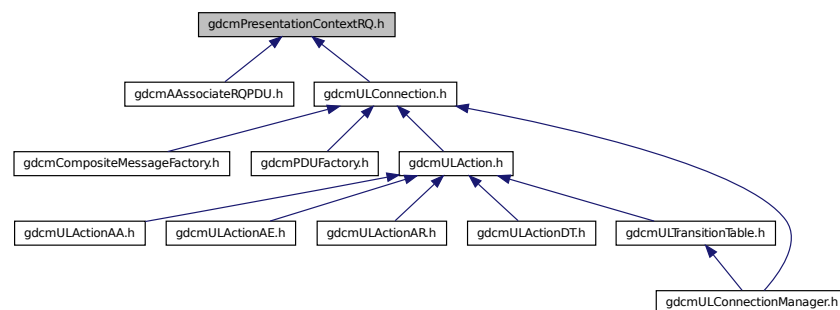 gdcmPresentationContextRQ.h
gdcmAAssociateRQPDU.h
gdcmULConnection.h
gdcmCompositeMessageFactory.h
gdcmPDUFactory.h
gdcmULAction.h
gdcmULActionAA.h
gdcmULActionAE.h
gdcmULActionAR.h
gdcmULActionDT.h
gdcmULTransitionTable.h
gdcmULConnectionManager.h